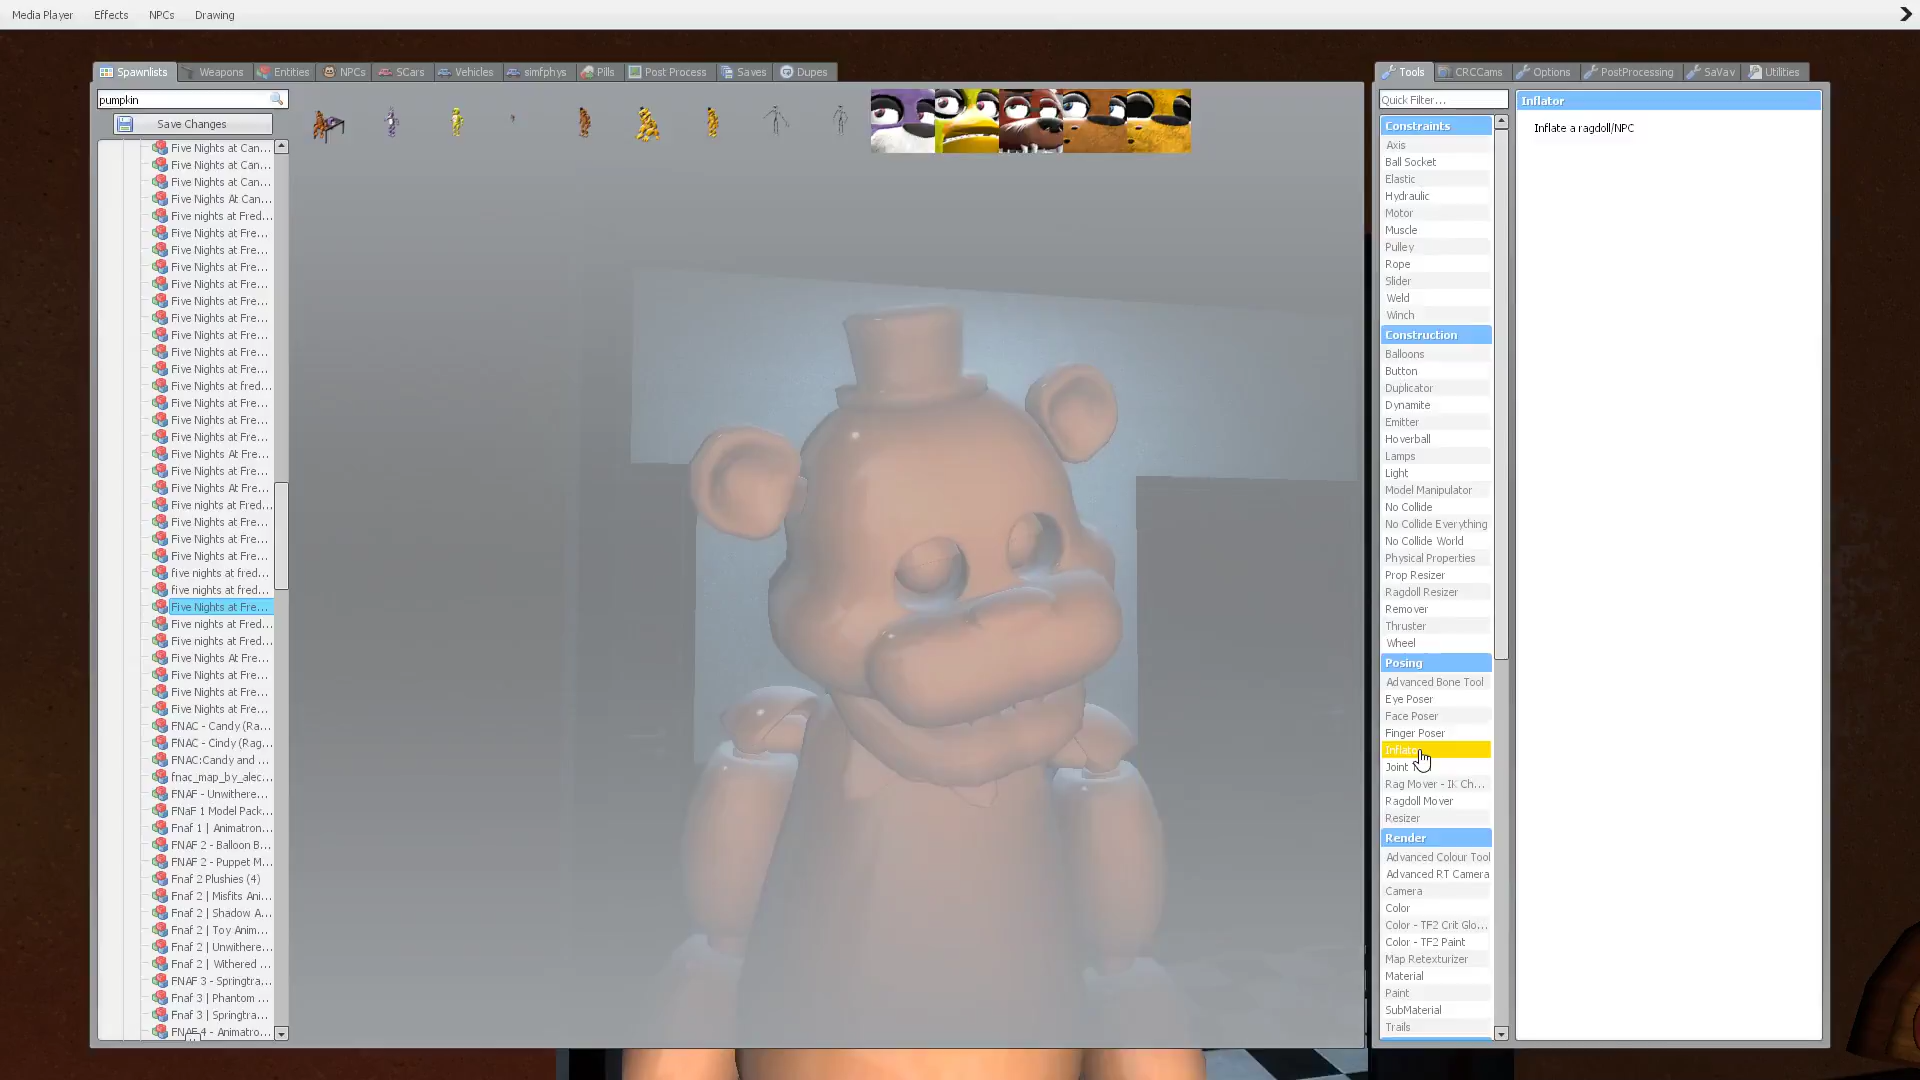 Media Player Effects NPCs Drawing
Spawnlists Weapons Entities NPCs SCars Vehicles simfphys Pills Post Process Saves Dupes
pumpkin
Save Changes
Five Nights at Can...
Five Nights at Can...
Five Nights at Can...
Five Nights At Can...
Five nights at Fred...
Five Nights at Fre...
Five Nights at Fre...
Five Nights at Fre...
Five Nights at Fre...
Five Nights at Fre...
Five Nights at Fre...
Five Nights at Fre...
Five Nights at Fre...
Five Nights at Fre...
Five Nights at fred...
Five Nights at Fre...
Five Nights at Fre...
Five Nights at Fre...
Five Nights At Fre...
Five Nights at Fre...
Five Nights At Fre...
Five nights at Fred...
Five Nights at Fre...
Five Nights at Fre...
Five Nights at Fre...
five nights at fred...
five nights at fred...
Five Nights at Fre...
Five nights at Fred...
Five nights at Fred...
Five Nights At Fre...
Five Nights at Fre...
Five Nights at Fre...
Five Nights at Fre...
FNAC - Candy (Ra...
FNAC - Cindy (Rag...
FNAC:Candy and ...
fnac_map_by_alec...
FNAF - Unwithere...
FNaF 1 Model Pack...
Fnaf 1 | Animatron...
FNAF 2 - Balloon B...
FNAF 2 - Puppet M...
Fnaf 2 Plushies (4)
Fnaf 2 | Misfits Ani...
Fnaf 2 | Shadow A...
Fnaf 2 | Toy Anim...
Fnaf 2 | Unwithere...
Fnaf 2 | Withered ...
FNAF 3 - Springtra...
Fnaf 3 | Phantom ...
Fnaf 3 | Springtra...
FNAF 4 - Animatro...
Tools CRCCams Options PostProcessing SaVav Utilities
Quick Filter...
Constraints
Axis
Ball Socket
Elastic
Hydraulic
Motor
Muscle
Pulley
Rope
Slider
Weld
Winch
Construction
Balloons
Button
Duplicator
Dynamite
Emitter
Hoverball
Lamps
Light
Model Manipulator
No Collide
No Collide Everything
No Collide World
Physical Properties
Prop Resizer
Ragdoll Resizer
Remover
Thruster
Wheel
Posing
Advanced Bone Tool
Eye Poser
Face Poser
Finger Poser
Inflato
Joint
Rag Mover - IK Ch...
Ragdoll Mover
Resizer
Render
Advanced Colour Tool
Advanced RT Camera
Camera
Color
Color - TF2 Crit Glo...
Color - TF2 Paint
Map Retexturizer
Material
Paint
SubMaterial
Trails
Inflator
Inflate a ragdoll/NPC